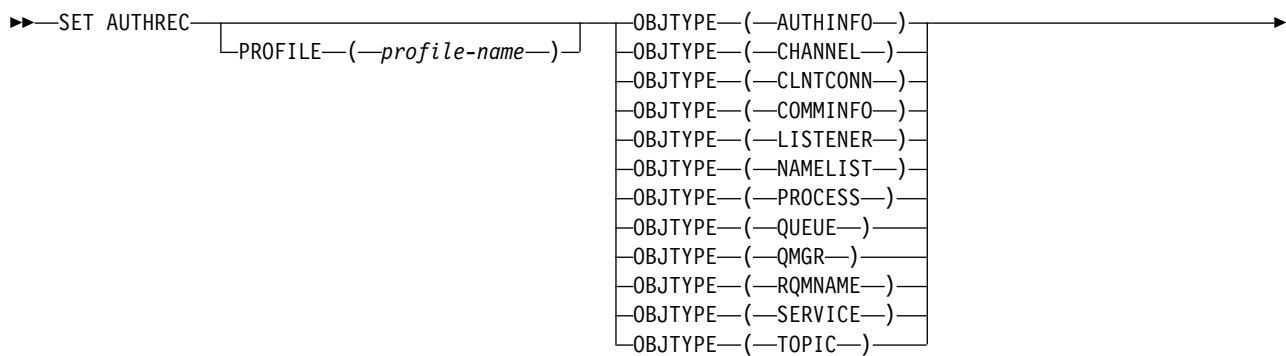 SET AUTHREC OBJTYPE ( AUTHINFO )
PROFILE ( profile-name ) OBJTYPE ( CHANNEL )
OBJTYPE ( CLNTCONN )
OBJTYPE ( COMMINFO )
OBJTYPE ( LISTENER )
OBJTYPE ( NAMELIST )
OBJTYPE ( PROCESS )
OBJTYPE ( QUEUE )
OBJTYPE ( QMGR )
OBJTYPE ( RQMNAME )
OBJTYPE ( SERVICE )
OBJTYPE ( TOPIC )